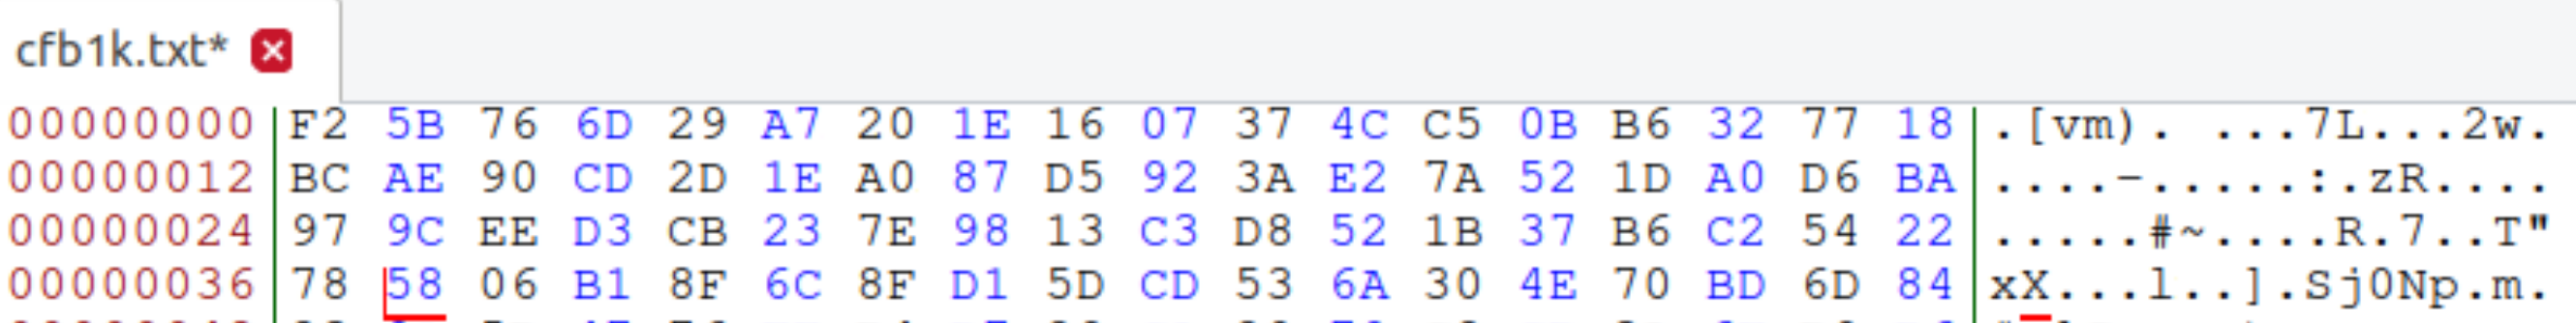 cfb1k.txt*
00000000 F2 5B 76 6D 29 A7 20 1E 16 07 37 4C C5 0B B6 32 77 18 .[vm). ...7L...2w.
00000012 BC AE 90 CD 2D 1E A0 87 D5 92 3A E2 7A 52 1D A0 D6 BA ....-.....:.zR....
00000024 97 9C EE D3 CB 23 7E 98 13 C3 D8 52 1B 37 B6 C2 54 22 .....#~....R.7..T"
00000036 78 58 06 B1 8F 6C 8F D1 5D CD 53 6A 30 4E 70 BD 6D 84 xX...l..].Sj0Np.m.